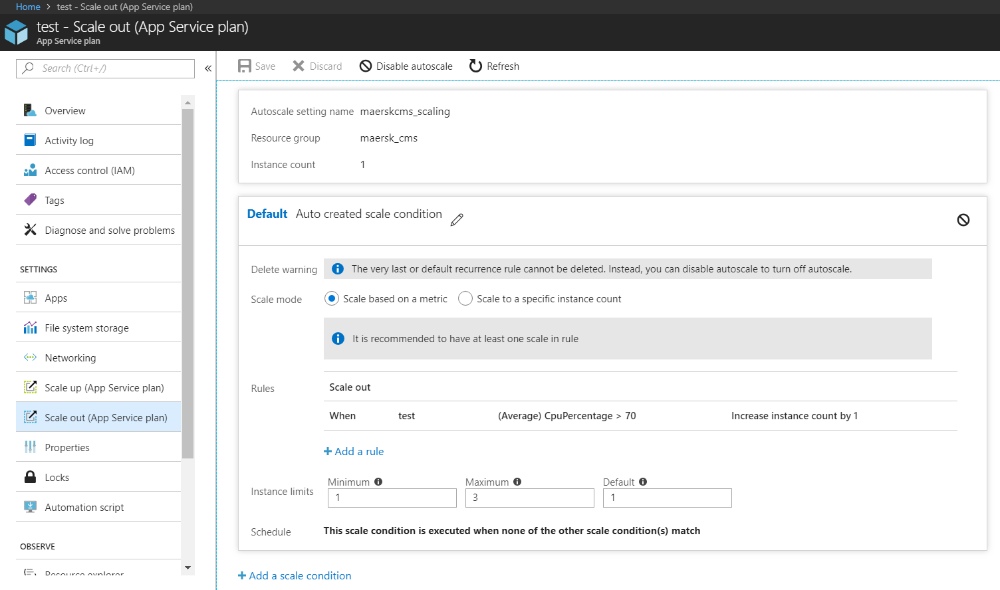 Home > test - Scale out (App Service plan)
test - Scale out (App Service plan)
App Service plan
Search (Ctrl+/)
«
Overview
Activity log
Access control (IAM)
Tags
Diagnose and solve problems
SETTINGS
Apps
File system storage
Networking
Scale up (App Service plan)
Scale out (App Service plan)
Properties
Locks
Automation script
OBSERVE
Resource explorer
Save Discard Disable autoscale Refresh
Autoscale setting name maerskcms_scaling
Resource group maersk_cms
Instance count 1
Default Auto created scale condition
Delete warning The very last or default recurrence rule cannot be deleted. Instead, you can disable autoscale to turn off autoscale.
Scale mode Scale based on a metric Scale to a specific instance count
It is recommended to have at least one scale in rule
Rules Scale out
When test (Average) CpuPercentage > 70 Increase instance count by 1
+ Add a rule
Minimum Maximum Default
Instance limits 1 3 1
Schedule This scale condition is executed when none of the other scale condition(s) match
+ Add a scale condition